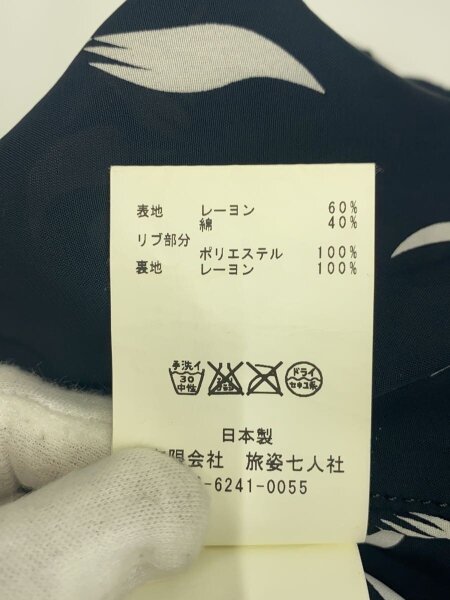 表地 レーヨン 60%
綿 40%
リブ部分
ポリエステル 100%
裏地 レーヨン 100%
手洗イ
30
中性
ドライ
セキユ系
日本製
限会社 旅姿七人社
-6241-0055